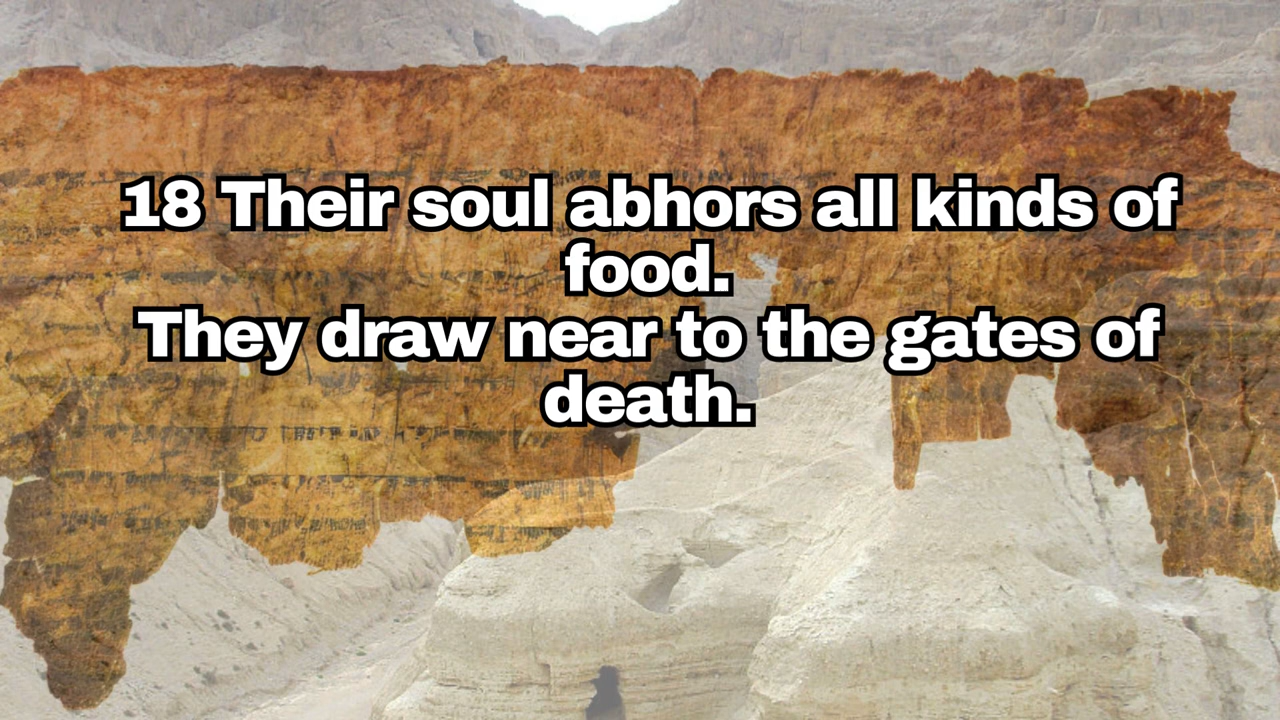 18 Their soul abhors all kinds of
food.
They draw near to the gates of
death.